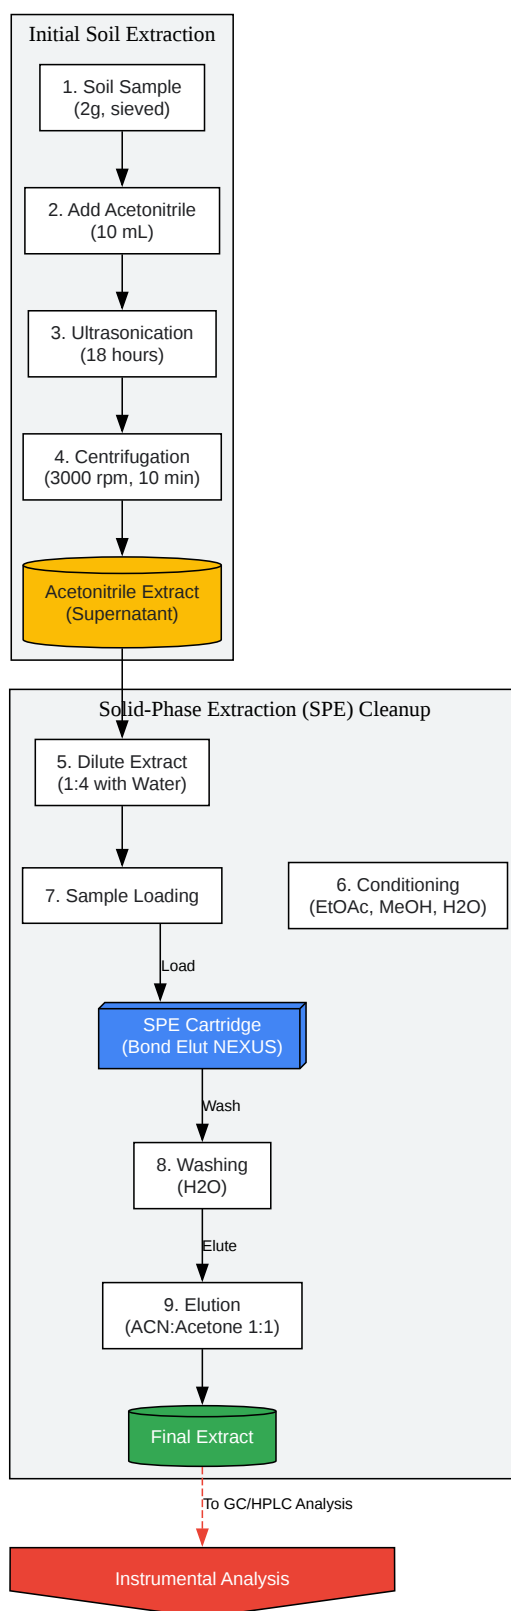 Initial Soil Extraction
1. Soil Sample
(2g, sieved)
2. Add Acetonitrile
(10 mL)
3. Ultrasonication
(18 hours)
4. Centrifugation
(3000 rpm, 10 min)
Acetonitrile Extract
(Supernatant)
Solid-Phase Extraction (SPE) Cleanup
5. Dilute Extract
(1:4 with Water)
7. Sample Loading
6. Conditioning
(EtOAc, MeOH, H2O)
Load
SPE Cartridge
(Bond Elut NEXUS)
Wash
8. Washing
(H2O)
Elute
9. Elution
(ACN:Acetone 1:1)
Final Extract
To GC/HPLC Analysis
Instrumental Analysis